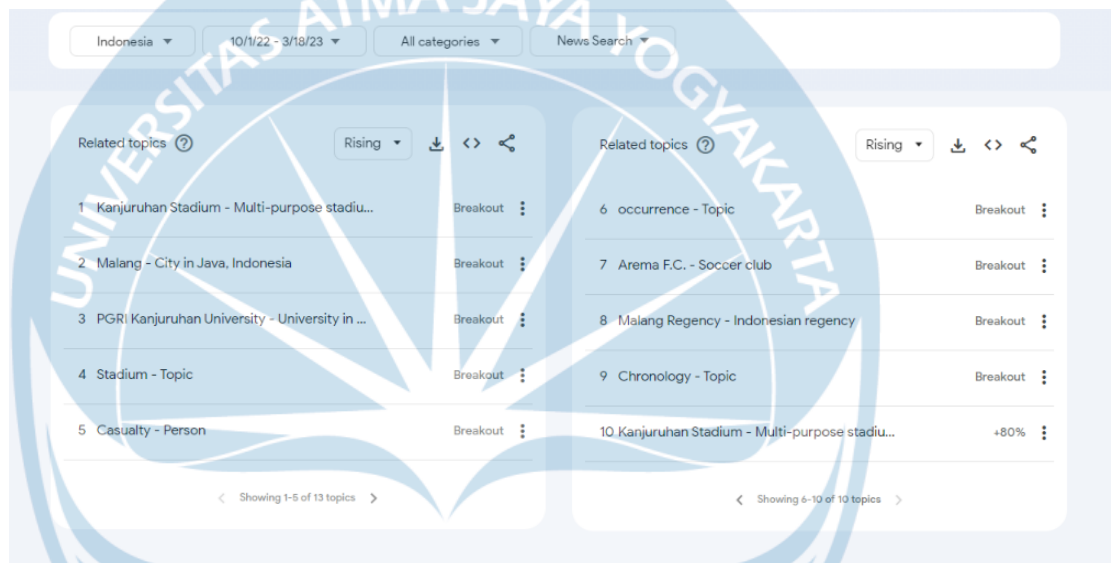 UNIVERSITAS ATMA JAYA YOGYAKARTA
Indonesia
10/1/22 - 3/18/23
All categories
News Search
Related topics
Rising
1 Kanjuruhan Stadium - Multi-purpose stadiu... Breakout
2 Malang - City in Java, Indonesia Breakout
3 PGRI Kanjuruhan University - University in ... Breakout
4 Stadium - Topic Breakout
5 Casualty - Person Breakout
Showing 1-5 of 13 topics
Related topics
Rising
6 occurrence - Topic Breakout
7 Arema F.C. - Soccer club Breakout
8 Malang Regency - Indonesian regency Breakout
9 Chronology - Topic Breakout
10 Kanjuruhan Stadium - Multi-purpose stadiu... +80%
Showing 6-10 of 10 topics